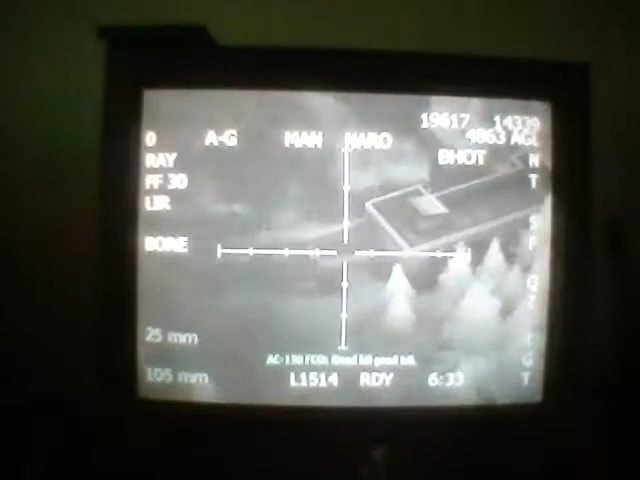 19617 14339
0 A-G MAN NARO 4863 AGL
RAY BHOT N
FF 30 T
LIR
BORE
25 mm
105 mm L1514 RDY 6:33 T